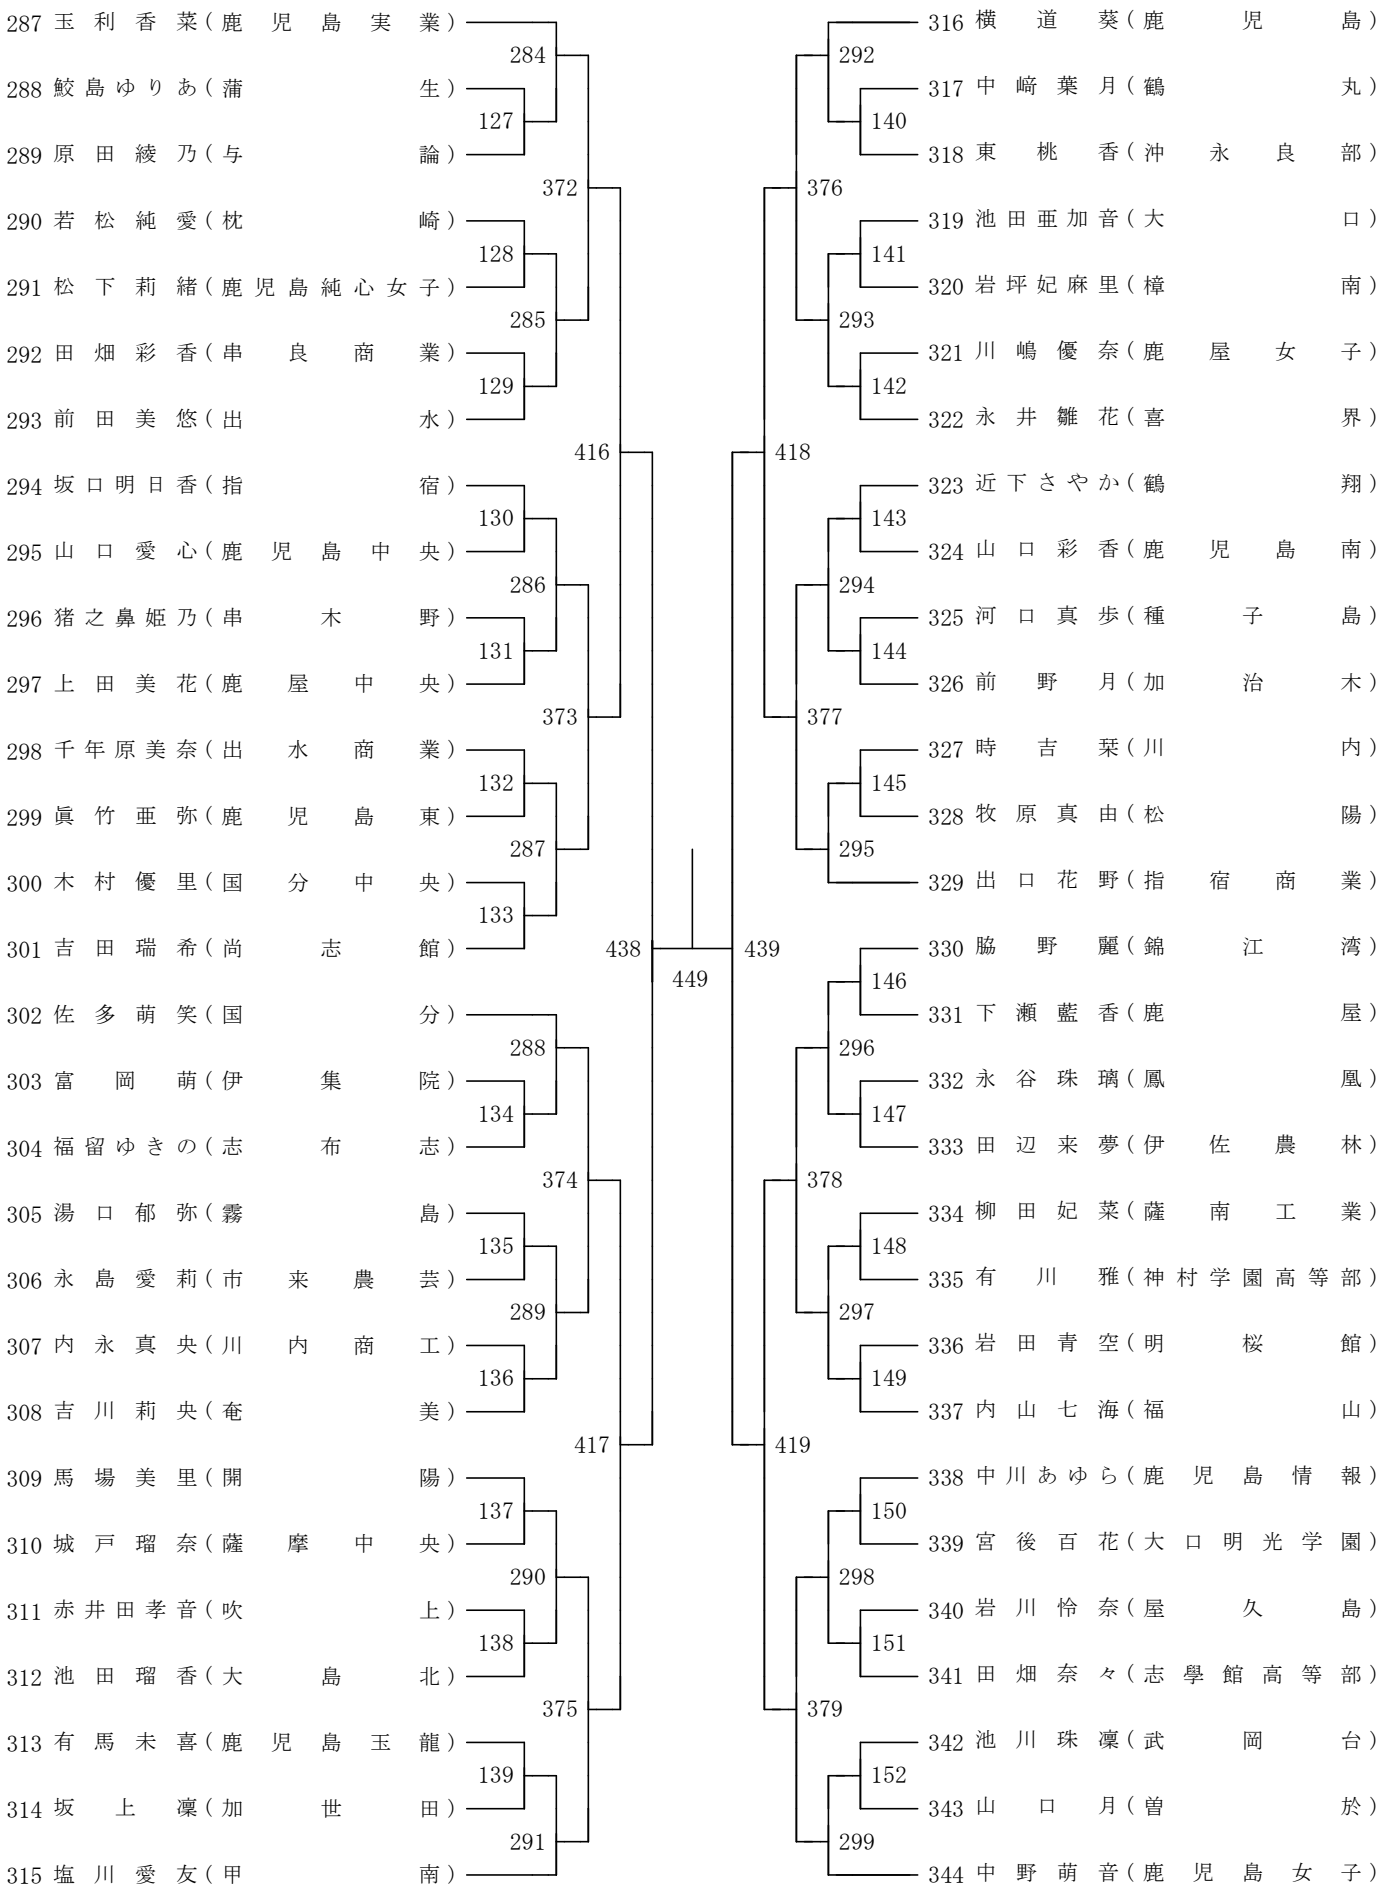 287 玉利香菜(鹿児島実業)
284
288 鮫島ゆりあ(蒲生)
127
289 原田綾乃(与論)
372
290 若松純愛(枕崎)
128
291 松下莉緒(鹿児島純心女子)
285
292 田畑彩香(串良商業)
129
293 前田美悠(出水)
416
294 坂口明日香(指宿)
130
295 山口愛心(鹿児島中央)
286
296 猪之鼻姫乃(串木野)
131
297 上田美花(鹿屋中央)
373
298 千年原美奈(出水商業)
132
299 眞竹亜弥(鹿児島東)
287
300 木村優里(国分中央)
133
301 吉田瑞希(尚志館)
438
302 佐多萌笑(国分)
288
303 富岡萌(伊集院)
134
304 福留ゆきの(志布志)
374
305 湯口郁弥(霧島)
135
306 永島愛莉(市来農芸)
289
307 内永真央(川内商工)
136
308 吉川莉央(奄美)
417
309 馬場美里(開陽)
137
310 城戸瑠奈(薩摩中央)
290
311 赤井田孝音(吹上)
138
312 池田瑠香(大島北)
375
313 有馬未喜(鹿児島玉龍)
139
314 坂上凜(加世田)
291
315 塩川愛友(甲南)
449
316 横道葵(鹿児島)
292
317 中﨑葉月(鶴丸)
140
318 東桃香(沖永良部)
376
319 池田亜加音(大口)
141
320 岩坪妃麻里(樟南)
293
321 川嶋優奈(鹿屋女子)
142
322 永井雛花(喜界)
418
323 近下さやか(鶴翔)
143
324 山口彩香(鹿児島南)
294
325 河口真歩(種子島)
144
326 前野月(加治木)
377
327 時吉栞(川内)
145
328 牧原真由(松陽)
295
329 出口花野(指宿商業)
439
330 脇野麗(錦江湾)
146
331 下瀬藍香(鹿屋)
296
332 永谷珠璃(鳳凰)
147
333 田辺来夢(伊佐農林)
378
334 柳田妃菜(薩南工業)
148
335 有川雅(神村学園高等部)
297
336 岩田青空(明桜館)
149
337 内山七海(福山)
419
338 中川あゆら(鹿児島情報)
150
339 宮後百花(大口明光学園)
298
340 岩川怜奈(屋久島)
151
341 田畑奈々(志學館高等部)
379
342 池川珠凜(武岡台)
152
343 山口月(曽於)
299
344 中野萌音(鹿児島女子)